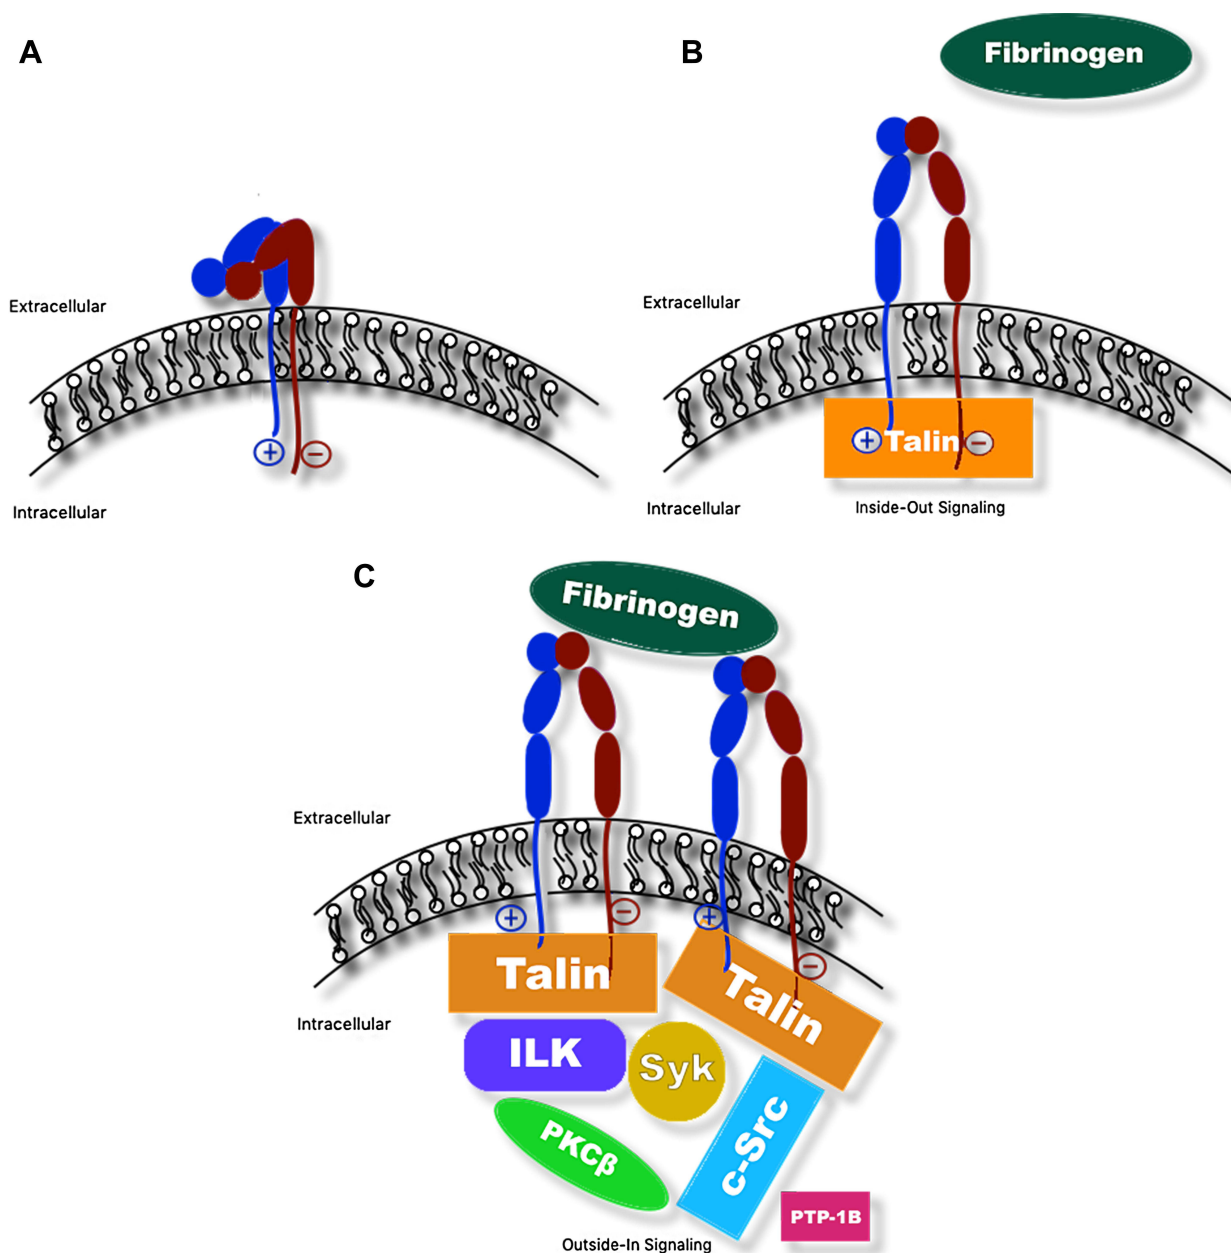 A
B
Fibrinogen
Extracellular
Extracellular
+ −
+ Talin −
Intracellular
Intracellular
Inside-Out Signaling
C
Fibrinogen
Extracellular
+ − + −
Talin
Talin
Intracellular
ILK
Syk
c-Src
PKCβ
PTP-1B
Outside-In Signaling